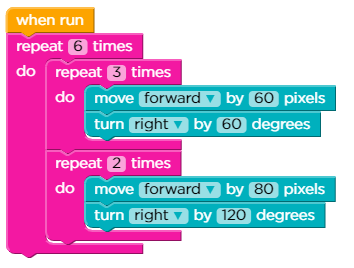 when run
repeat 6 times
do repeat 3 times
do move forward by 60 pixels
turn right by 60 degrees
repeat 2 times
do move forward by 80 pixels
turn right by 120 degrees